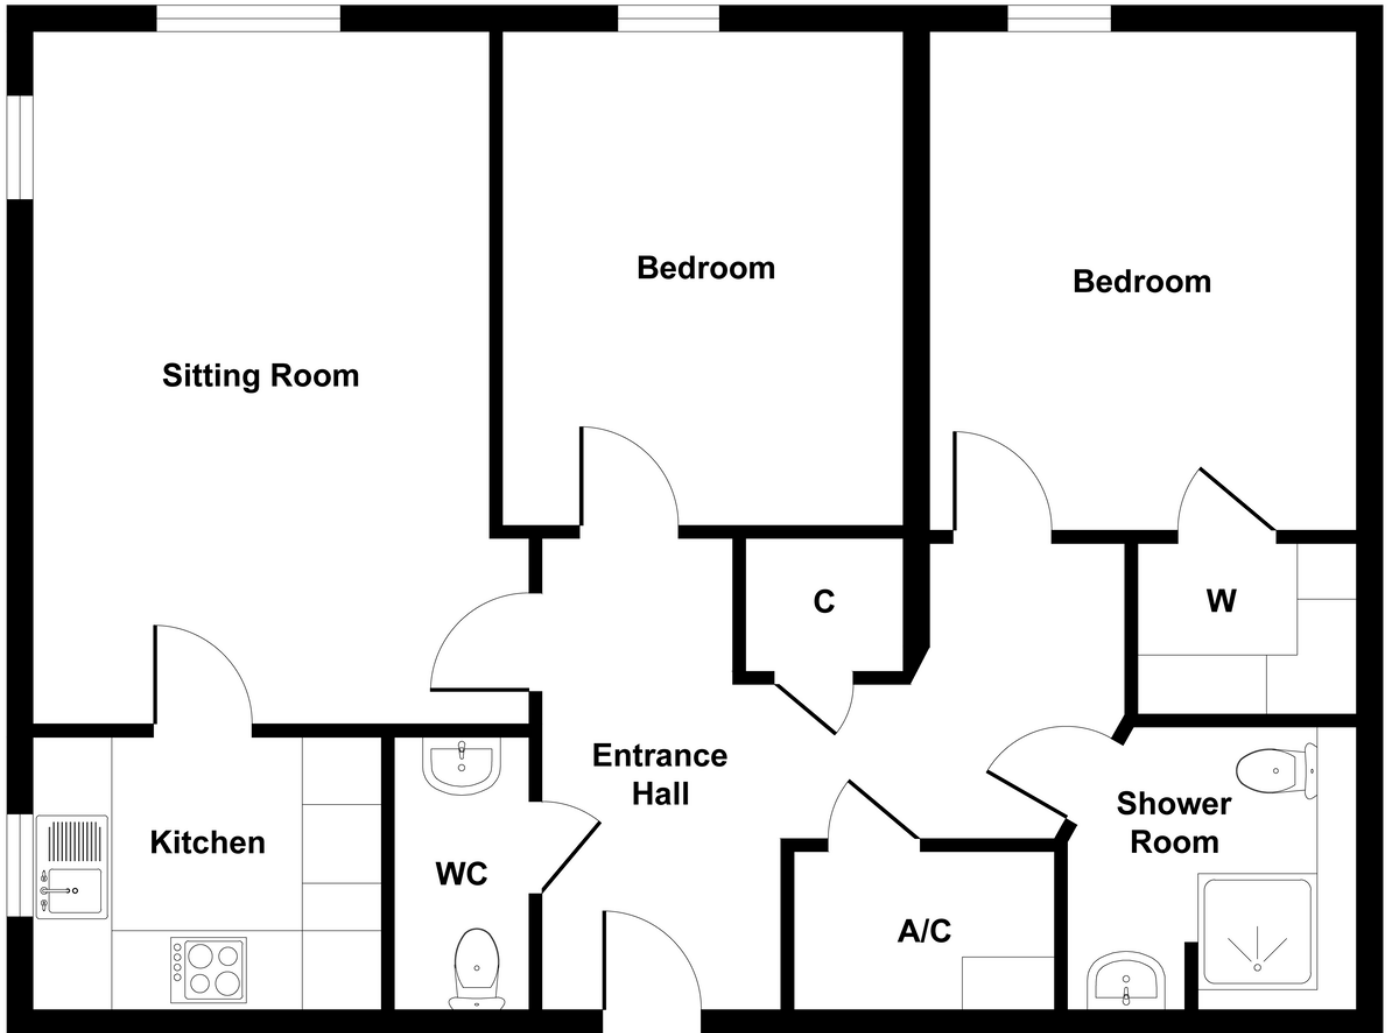 Bedroom
Bedroom
Sitting Room
C
W
Entrance
Hall
Shower
Room
Kitchen
WC
A/C